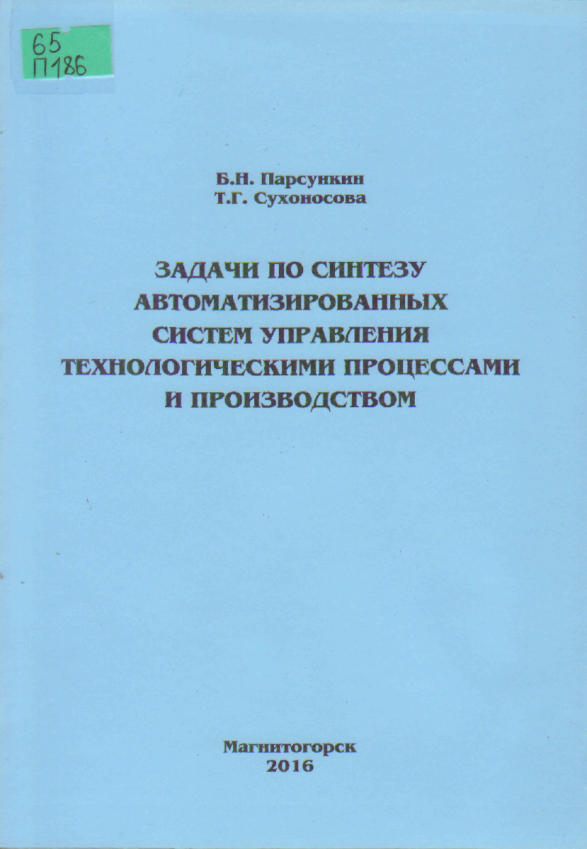 65
П186
Б.Н. Парсункин
Т.Г. Сухоносова
ЗАДАЧИ ПО СИНТЕЗУ
АВТОМАТИЗИРОВАННЫХ
СИСТЕМ УПРАВЛЕНИЯ
ТЕХНОЛОГИЧЕСКИМИ ПРОЦЕССАМИ
И ПРОИЗВОДСТВОМ
Магнитогорск
2016